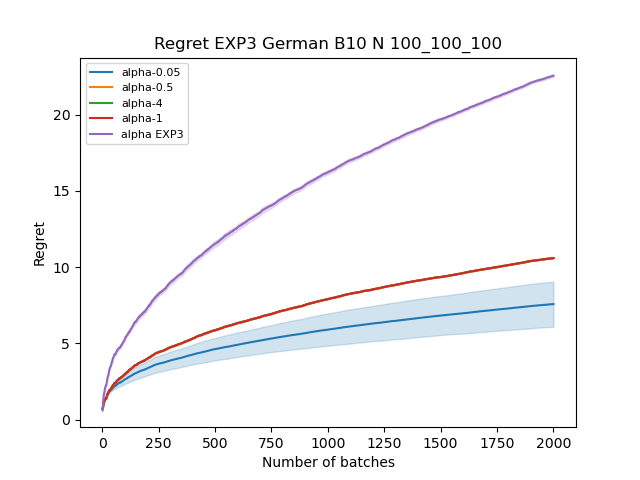 Regret EXP3 German B10 N 100_100_100
alpha-0.05
alpha-0.5
alpha-4
alpha-1
alpha EXP3
Regret
20
15
10
5
0
0 250 500 750 1000 1250 1500 1750 2000
Number of batches